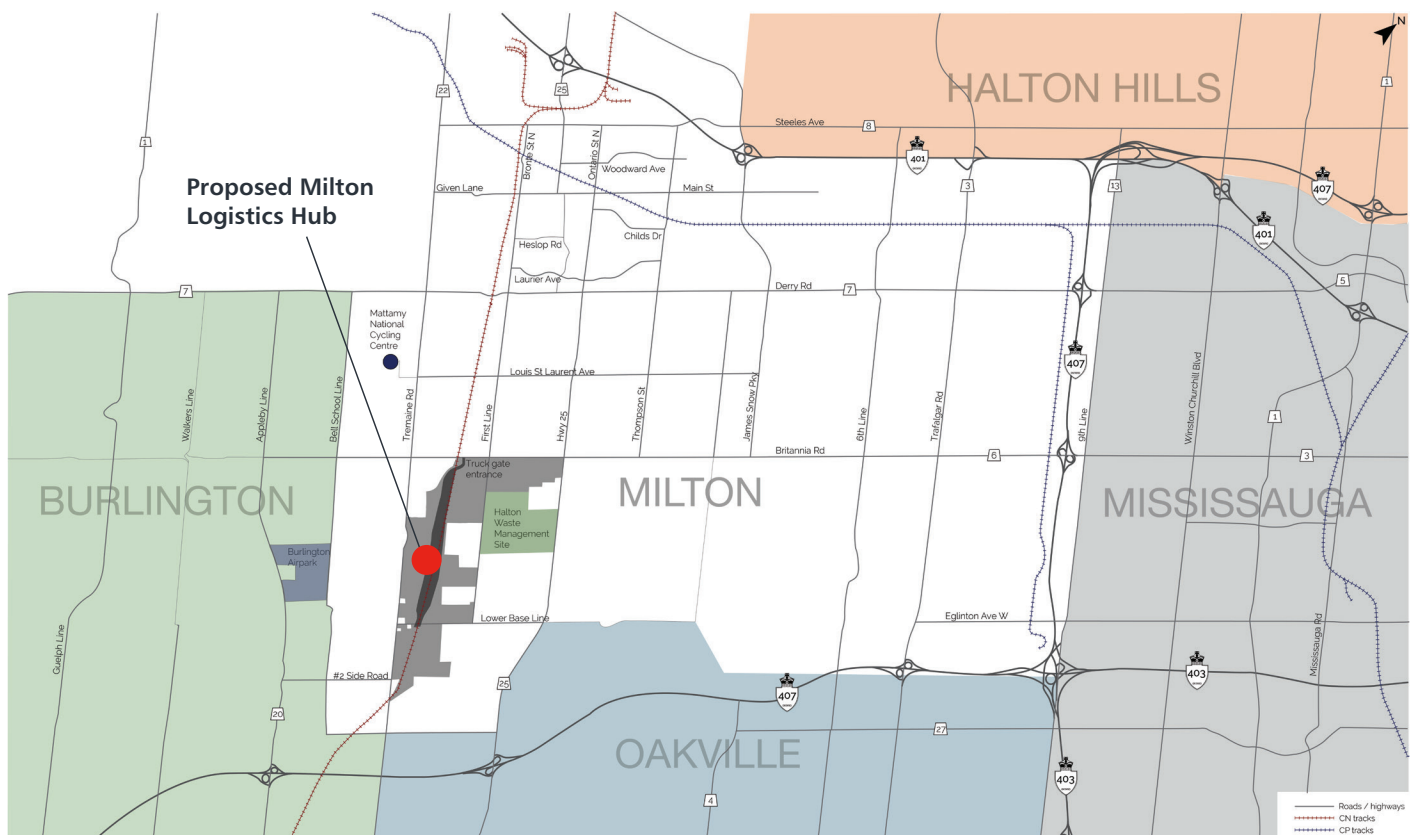 N
HALTON HILLS
1
22
25
1
Steeles Ave
8
401
Bronte St N
Ontario St N
Woodward Ave
3
13
407
Proposed Milton
Logistics Hub
Given Lane
Main St
401
Heslop Rd
Childs Dr
Laurier Ave
5
7
Derry Rd
7
Mattamy
National
Cycling
Centre
407
Louis St Laurent Ave
Walkers Line
Appleby Line
Bell School Line
Tremaine Rd
First Line
Hwy 25
Thompson St
James Snow Pky
6th Line
Trafalgar Rd
9th Line
Winston Churchill Blvd
1
Britannia Rd
6
3
Truck gate
entrance
BURLINGTON
MILTON
MISSISSAUGA
Halton
Waste
Management
Site
Burlington
Airpark
Guelph Line
Lower Base Line
Eglinton Ave W
Mississauga Rd
#2 Side Road
25
407
403
20
27
OAKVILLE
403
4
Roads / highways
CN tracks
CP tracks